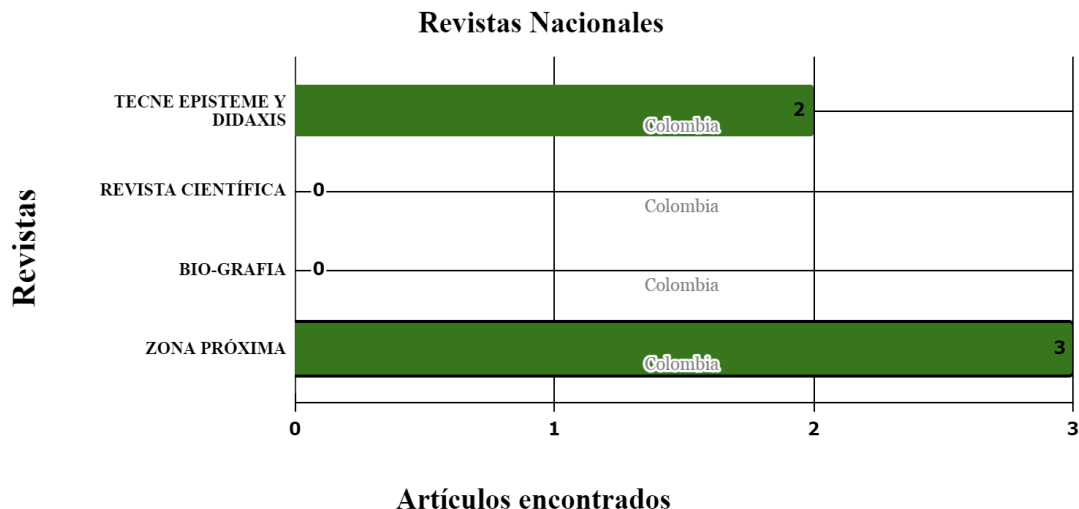 Revistas Nacionales
Revistas
TECNE EPISTEME Y
DIDAXIS
2
Colombia
REVISTA CIENTÍFICA
0
Colombia
BIO-GRAFIA
0
Colombia
ZONA PRÓXIMA
3
Colombia
0 1 2 3
Artículos encontrados